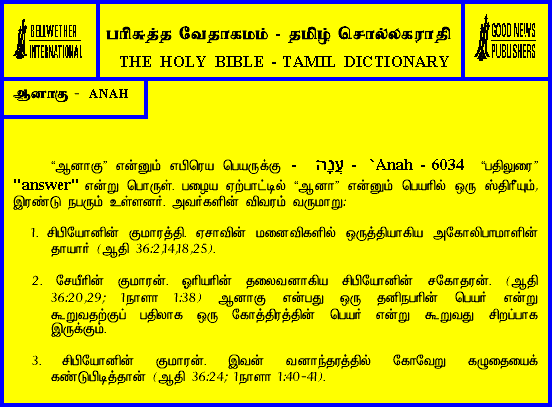 BELLWETHER
INTERNATIONAL
பரிசுத்த வேதாகமம் - தமிழ் சொல்லகராதி
THE HOLY BIBLE - TAMIL DICTIONARY
GOOD NEWS
PUBLISHERS
ஆனாகு - ANAH
“ஆனாகு” என்னும் எபிரெய பெயருக்கு - עֲנָה - `Anah - 6034 “பதிலுரை”
"answer" என்று பொருள். பழைய ஏற்பாட்டில் “ஆனா” என்னும் பெயரில் ஒரு ஸ்திரீயும்,
இரண்டு நபரும் உள்ளனர். அவர்களின் விவரம் வருமாறு:
1. சிபியோனின் குமாரத்தி. ஏசாவின் மனைவிகளில் ஒருத்தியாகிய அகோலிபாமாளின்
தாயார் (ஆதி 36:2,14,18,25).
2. சேயீரின் குமாரன். ஓரியரின் தலைவனாகிய சிபியோனின் சகோதரன். (ஆதி
36:20,29; 1நாளா 1:38) ஆனாகு என்பது ஒரு தனிநபரின் பெயர் என்று
கூறுவதற்குப் பதிலாக ஒரு கோத்திரத்தின் பெயர் என்று கூறுவது சிறப்பாக
இருக்கும்.
3. சிபியோனின் குமாரன். இவன் வனாந்தரத்தில் கோவேறு கழுதையைக்
கண்டுபிடித்தான் (ஆதி 36:24; 1நாளா 1:40-41).